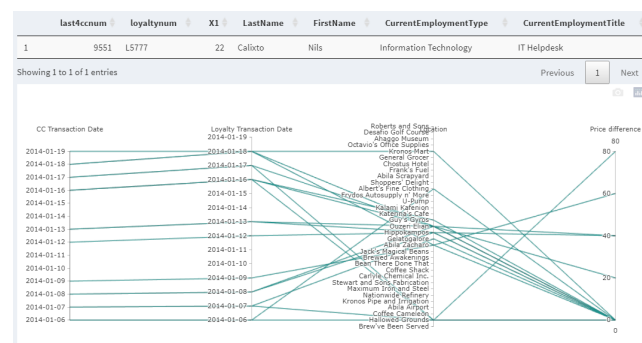 last4ccnum loyaltynum X1 LastName FirstName CurrentEmploymentType CurrentEmploymentTitle
1 9551 L5777 22 Calixto Nils Information Technology IT Helpdesk
Showing 1 to 1 of 1 entries
Previous 1 Next
CC Transaction Date
2014-01-19
2014-01-18
2014-01-17
2014-01-16
2014-01-15
2014-01-14
2014-01-13
2014-01-12
2014-01-11
2014-01-10
2014-01-09
2014-01-08
2014-01-07
2014-01-06
Loyalty Transaction Date
2014-01-19
2014-01-18
2014-01-17
2014-01-16
2014-01-15
2014-01-14
2014-01-13
2014-01-12
2014-01-11
2014-01-10
2014-01-09
2014-01-08
2014-01-07
2014-01-06
Location
Roberts and Sons
Desafio Golf Course
Ahaggo Museum
Octavio's Office Supplies
Kronos Mart
General Grocer
Chostus Hotel
Frank's Fuel
Abila Scrapyard
Shoppers' Delight
Albert's Fine Clothing
Frydos Autosupply n' More
U-Pump
Kalami Kafenion
Katerina's Cafe
Guy's Gyros
Ouzeri Elian
Hippokampos
Gelatogalore
Abila Zacharo
Jack's Magical Beans
Brewed Awakenings
Bean There Done That
Coffee Shack
Carlyle Chemical Inc.
Stewart and Sons Fabrication
Maximum Iron and Steel
Nationwide Refinery
Kronos Pipe and Irrigation
Abila Airport
Coffee Cameleon
Hallowed Grounds
Brew've Been Served
Price difference
80
80
60
40
20
0
0